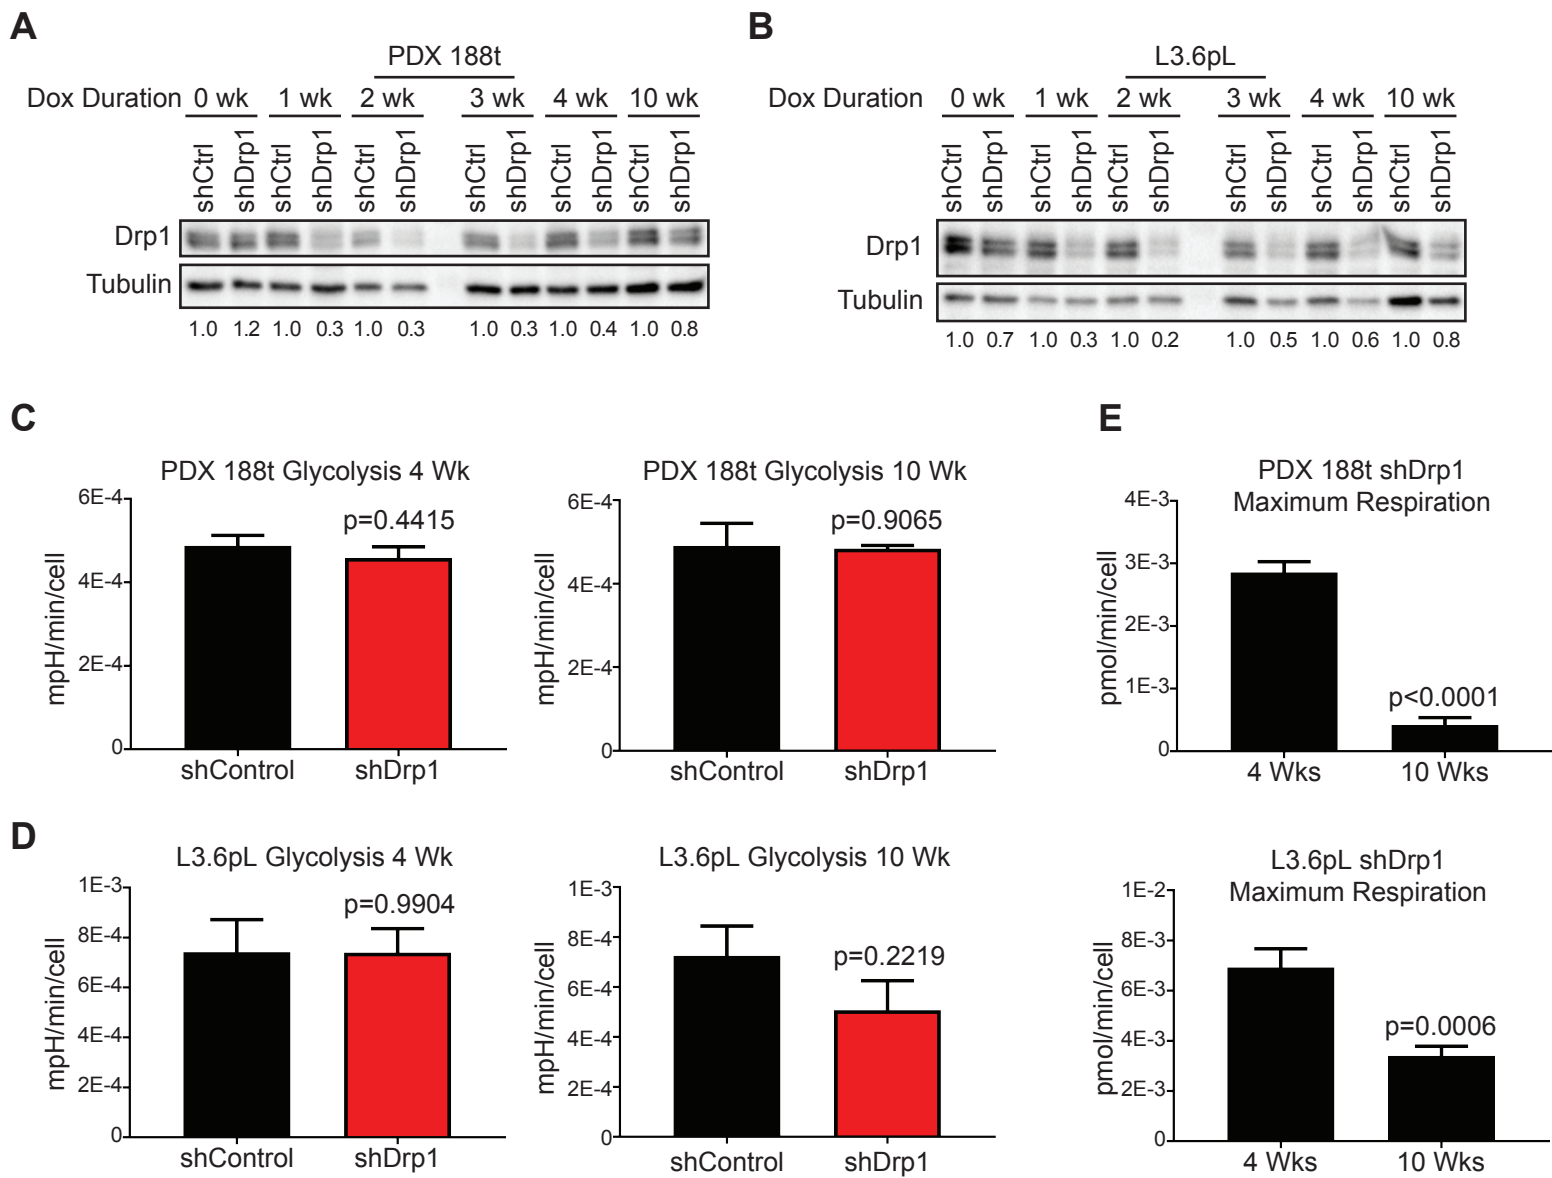 A
PDX 188t
Dox Duration 0 wk 1 wk 2 wk 3 wk 4 wk 10 wk
shCtrl shDrp1 shCtrl shDrp1 shCtrl shDrp1 shCtrl shDrp1 shCtrl shDrp1 shCtrl shDrp1
Drp1
Tubulin
1.0 1.2 1.0 0.3 1.0 0.3 1.0 0.3 1.0 0.4 1.0 0.8
B
L3.6pL
Dox Duration 0 wk 1 wk 2 wk 3 wk 4 wk 10 wk
shCtrl shDrp1 shCtrl shDrp1 shCtrl shDrp1 shCtrl shDrp1 shCtrl shDrp1 shCtrl shDrp1
Drp1
Tubulin
1.0 0.7 1.0 0.3 1.0 0.2 1.0 0.5 1.0 0.6 1.0 0.8
C
PDX 188t Glycolysis 4 Wk
mpH/min/cell
6E-4
4E-4
2E-4
0
p=0.4415
shControl shDrp1
PDX 188t Glycolysis 10 Wk
mpH/min/cell
6E-4
4E-4
2E-4
0
p=0.9065
shControl shDrp1
D
L3.6pL Glycolysis 4 Wk
mpH/min/cell
1E-3
8E-4
6E-4
4E-4
2E-4
0
p=0.9904
shControl shDrp1
L3.6pL Glycolysis 10 Wk
mpH/min/cell
1E-3
8E-4
6E-4
4E-4
2E-4
0
p=0.2219
shControl shDrp1
E
PDX 188t shDrp1
Maximum Respiration
pmol/min/cell
4E-3
3E-3
2E-3
1E-3
0
p<0.0001
4 Wks 10 Wks
L3.6pL shDrp1
Maximum Respiration
pmol/min/cell
1E-2
8E-3
6E-3
4E-3
2E-3
0
p=0.0006
4 Wks 10 Wks